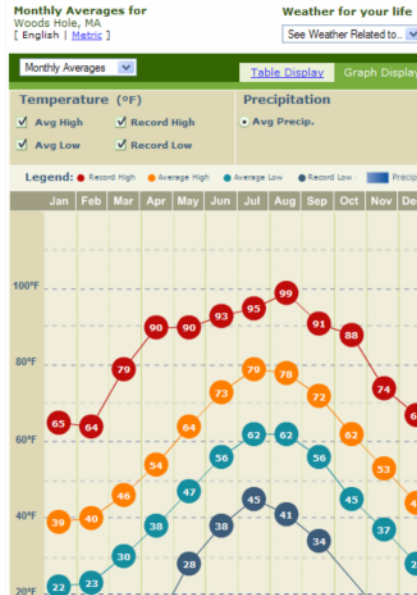 Monthly Averages for
Woods Hole, MA
[ English | Metric ]
Weather for your life
See Weather Related to..
Monthly Averages
Table Display
Graph Display
Temperature (ºF)
Precipitation
Avg High
Record High
Avg Precip.
Avg Low
Record Low
Legend: Record High Average High Average Low Record Low Precip
Jan Feb Mar Apr May Jun Jul Aug Sep Oct Nov
100°F
99
95
93
90 90 91
88
80°F
79 79 78
74
73 72
65 64 64
62 62 62
60°F
56 56
54 53
47 46 45 45
41
40°F
39 40
38 38 37
34
30
28
22 23
20°F